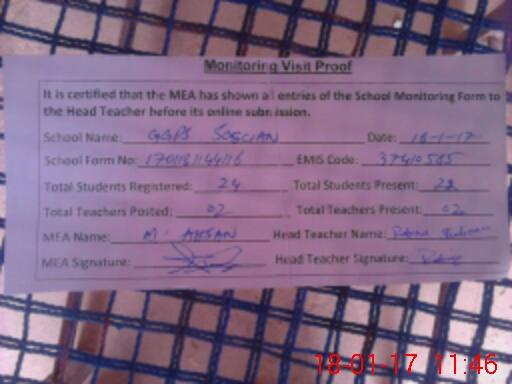 Monitoring Visit Proof
It is certified that the MEA has shown all entries of the School Monitoring Form to
the Head Teacher before its online submission.
School Name: GGPS SOSCIAN Date: 18-1-17
School Form No: EMIS Code: 37410585
Total Students Registered: 24 Total Students Present: 22
Total Teachers Posted: 02 Total Teachers Present: 02
MEA Name: M. AHSAN Head Teacher Name:
MEA Signature: Head Teacher Signature:
18-01-17 11:46